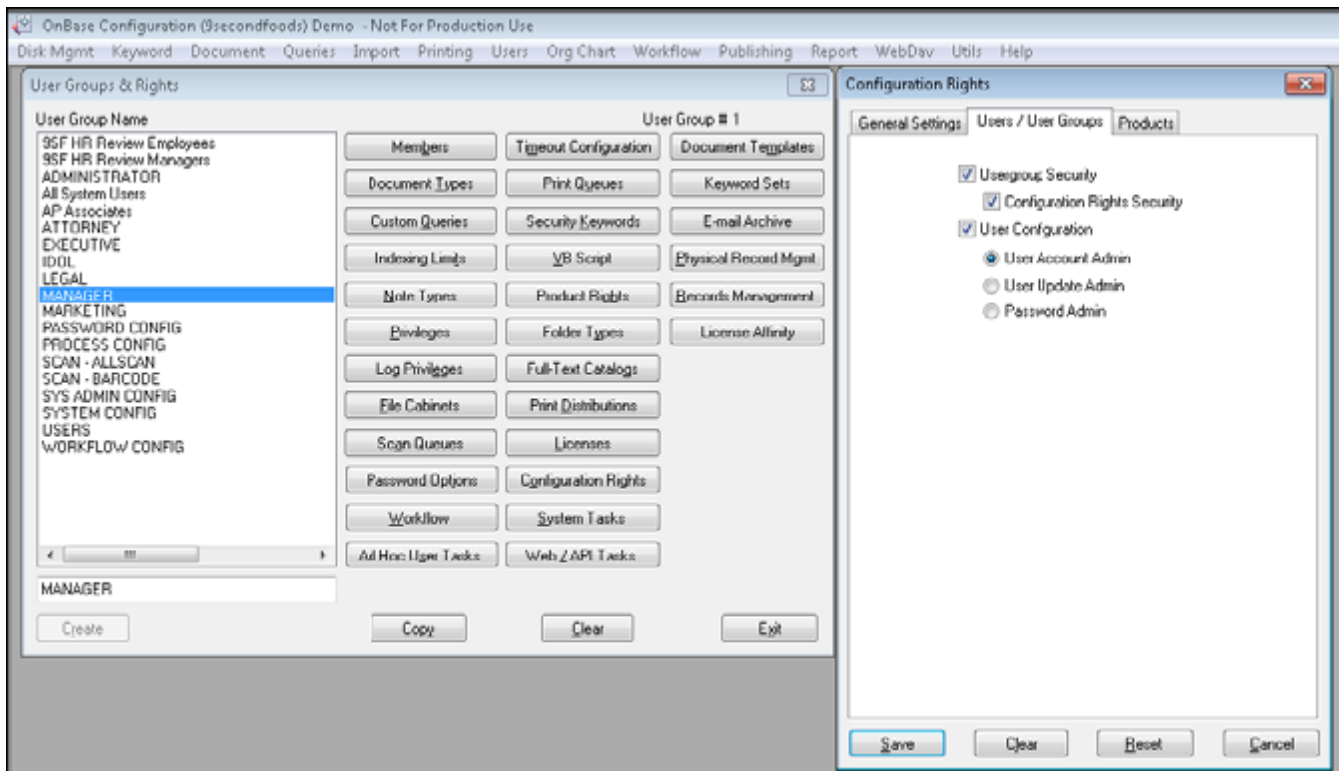 OnBase Configuration (9secondfoods) Demo - Not For Production Use
Disk Mgmt Keyword Document Queries Import Printing Users Org Chart Workflow Publishing Report WebDav Utils Help
User Groups & Rights
User Group Name
User Group # 1
9SF HR Review Employees
9SF HR Review Managers
ADMINISTRATOR
All System Users
AP Associates
ATTORNEY
EXECUTIVE
IDOL
LEGAL
MANAGER
MARKETING
PASSWORD CONFIG
PROCESS CONFIG
SCAN - ALLSCAN
SCAN - BARCODE
SYS ADMIN CONFIG
SYSTEM CONFIG
USERS
WORKFLOW CONFIG
MANAGER
Members Timeout Configuration Document Templates
Document Types Print Queues Keyword Sets
Custom Queries Security Keywords E-mail Archive
Indexing Limits VB Script Physical Record Mgmt
Note Types Product Rights Records Management
Privileges Folder Types License Affinity
Log Privileges Full-Text Catalogs
File Cabinets Print Distributions
Scan Queues Licenses
Password Options Configuration Rights
Workflow System Tasks
Ad Hoc User Tasks Web / API Tasks
Create Copy Clear Exit
Configuration Rights
General Settings Users / User Groups Products
Usergroup Security
Configuration Rights Security
User Configuration
User Account Admin
User Update Admin
Password Admin
Save Clear Reset Cancel